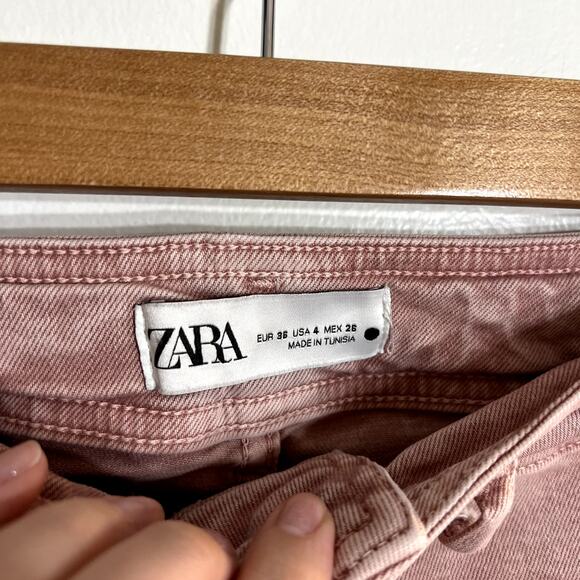 ZARA
EUR 36 USA 4 MEX 26
MADE IN TUNISIA